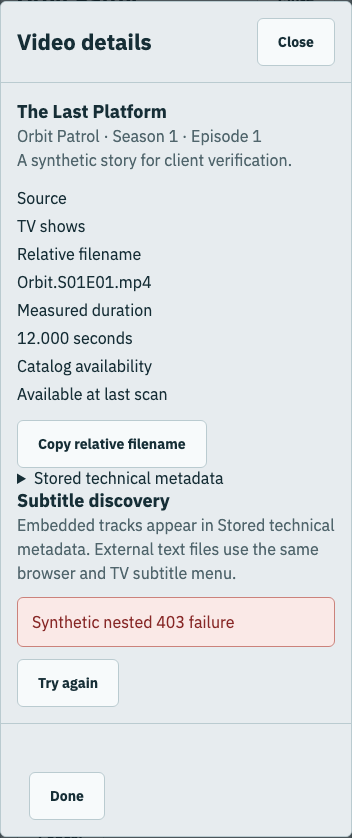 Video details
Close
The Last Platform
Orbit Patrol · Season 1 · Episode 1
A synthetic story for client verification.
Source
TV shows
Relative filename
Orbit.S01E01.mp4
Measured duration
12.000 seconds
Catalog availability
Available at last scan
Copy relative filename
Stored technical metadata
Subtitle discovery
Embedded tracks appear in Stored technical
metadata. External text files use the same
browser and TV subtitle menu.
Synthetic nested 403 failure
Try again
Done